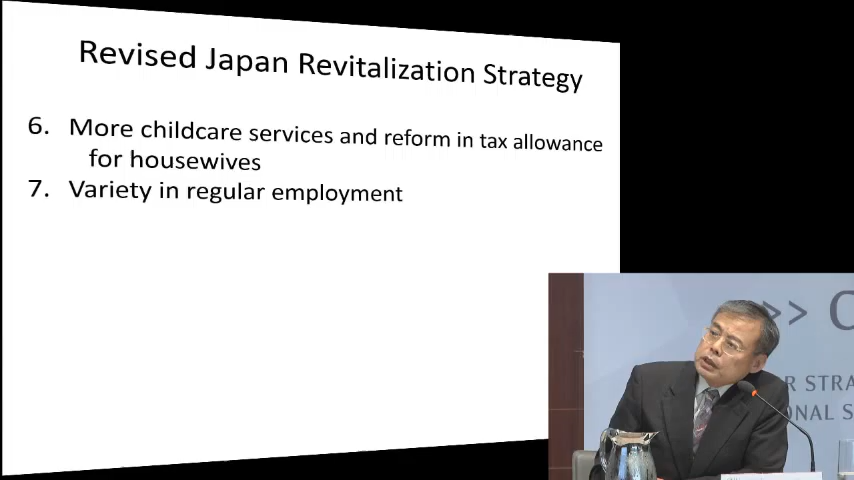 Revised Japan Revitalization Strategy
6. More childcare services and reform in tax allowance
for housewives
7. Variety in regular employment
>> C
R STRA
ONAL S